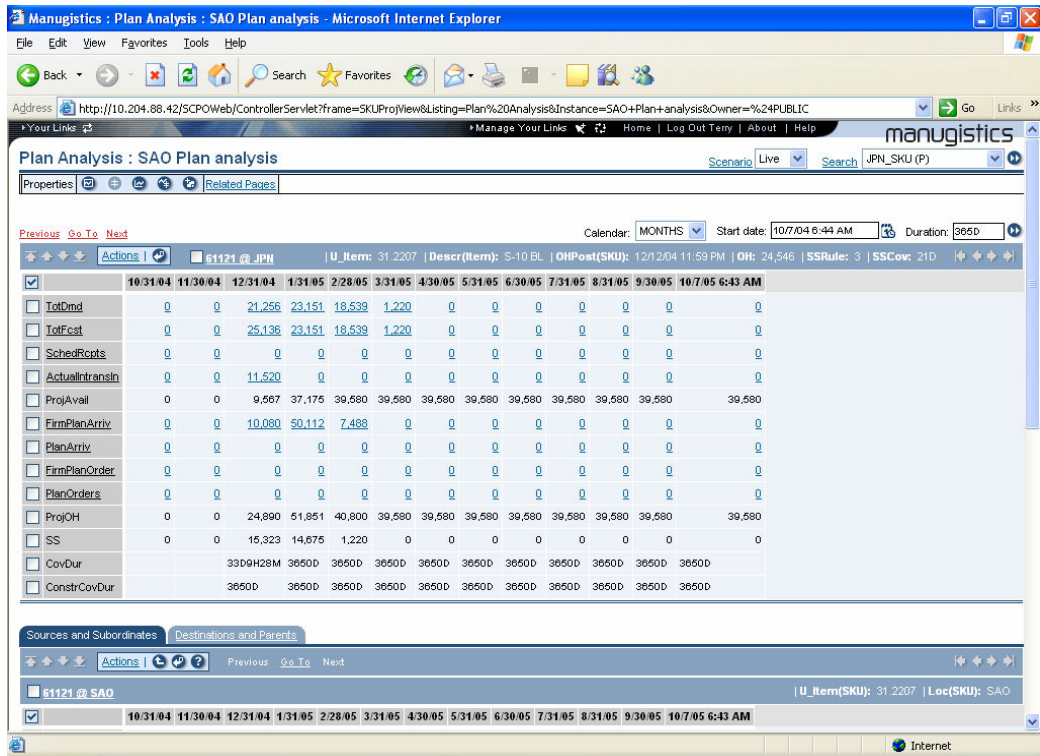 Manugistics : Plan Analysis : SAO Plan analysis - Microsoft Internet Explorer
File Edit View Favorites Tools Help
Back Search Favorites
Address http://10.204.88.42/SCPOWeb/ControllerServlet?frame=SKUProjView&Listing=Plan%20Analysis&Instance=SAO+Plan+analysis&Owner=%24PUBLIC Go Links »
Your Links Manage Your Links Home | Log Out Terry | About | Help manugistics
Plan Analysis : SAO Plan analysis Scenario Live Search JPN_SKU (P)
Properties Related Pages
Previous Go To Next Calendar: MONTHS Start date: 10/7/04 6:44 AM Duration: 365D
Actions | 61121 @ JPN | U_Item: 31.2207 | Descr(Item): S-10 BL | OHPost(SKU): 12/12/04 11:59 PM | OH: 24,546 | SSRule: 3 | SSCov: 21D
10/31/04 11/30/04 12/31/04 1/31/05 2/28/05 3/31/05 4/30/05 5/31/05 6/30/05 7/31/05 8/31/05 9/30/05 10/7/05 6:43 AM
TotDmd 0 0 21,256 23,151 18,539 1,220 0 0 0 0 0 0 0
TotFcst 0 0 25,136 23,151 18,539 1,220 0 0 0 0 0 0 0
SchedRcpts 0 0 0 0 0 0 0 0 0 0 0 0 0
ActualIntransIn 0 0 11,520 0 0 0 0 0 0 0 0 0 0
ProjAvail 0 0 9,567 37,175 39,580 39,580 39,580 39,580 39,580 39,580 39,580 39,580 39,580
FirmPlanArriv 0 0 10,080 50,112 7,488 0 0 0 0 0 0 0 0
PlanArriv 0 0 0 0 0 0 0 0 0 0 0 0 0
FirmPlanOrder 0 0 0 0 0 0 0 0 0 0 0 0 0
PlanOrders 0 0 0 0 0 0 0 0 0 0 0 0 0
ProjOH 0 0 24,890 51,851 40,800 39,580 39,580 39,580 39,580 39,580 39,580 39,580 39,580
SS 0 0 15,323 14,675 1,220 0 0 0 0 0 0 0 0
CovDur 33D9H28M 3650D 3650D 3650D 3650D 3650D 3650D 3650D 3650D 3650D 3650D
ConstrCovDur 3650D 3650D 3650D 3650D 3650D 3650D 3650D 3650D 3650D 3650D 3650D
Sources and Subordinates Destinations and Parents
Actions | Previous Go To Next
61121 @ SAO | U_Item(SKU): 31.2207 | Loc(SKU): SAO
10/31/04 11/30/04 12/31/04 1/31/05 2/28/05 3/31/05 4/30/05 5/31/05 6/30/05 7/31/05 8/31/05 9/30/05 10/7/05 6:43 AM
Internet